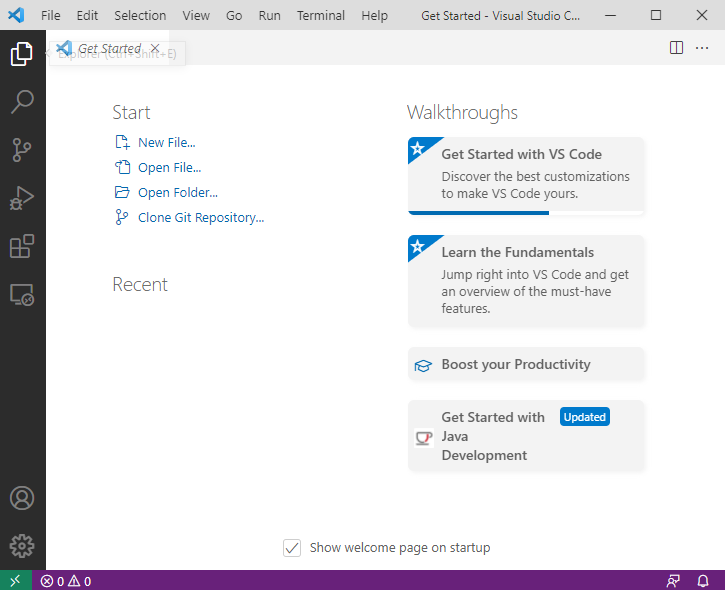 File Edit Selection View Go Run Terminal Help Get Started - Visual Studio C...
Get Started
Explorer (Ctrl+Shift+E)
Start
New File...
Open File...
Open Folder...
Clone Git Repository...
Recent
Walkthroughs
Get Started with VS Code
Discover the best customizations
to make VS Code yours.
Learn the Fundamentals
Jump right into VS Code and get
an overview of the must-have
features.
Boost your Productivity
Get Started with Updated
Java
Development
Show welcome page on startup
0 0